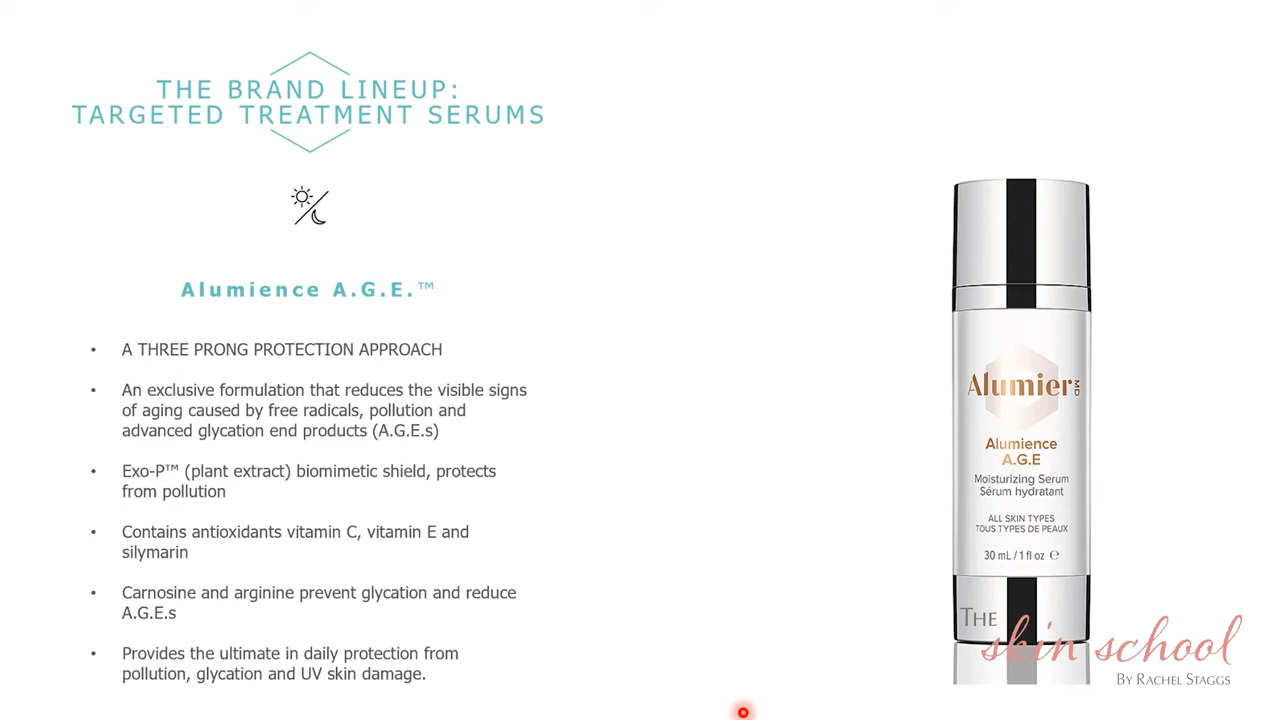 THE BRAND LINEUP:
TARGETED TREATMENT SERUMS
Alumience A.G.E.™
• A THREE PRONG PROTECTION APPROACH
• An exclusive formulation that reduces the visible signs
of aging caused by free radicals, pollution and
advanced glycation end products (A.G.E.s)
• Exo-P™ (plant extract) biomimetic shield, protects
from pollution
• Contains antioxidants vitamin C, vitamin E and
silymarin
• Carnosine and arginine prevent glycation and reduce
A.G.E.s
• Provides the ultimate in daily protection from
pollution, glycation and UV skin damage.
Alumier MD
Alumience
A.G.E
Moisturizing Serum
Sérum hydratant
ALL SKIN TYPES
TOUS TYPES DE PEAUX
30 mL / 1 fl oz ℮
THE
skin school
BY RACHEL STAGGS